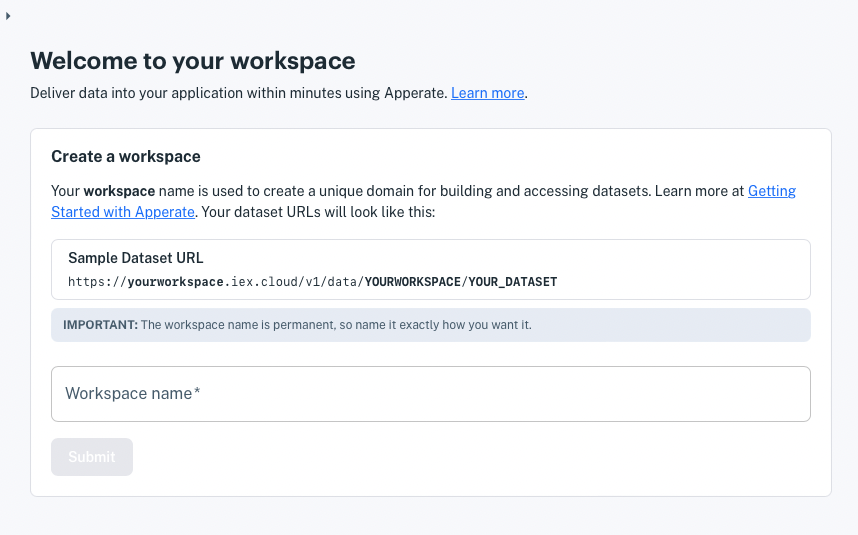 Welcome to your workspace
Deliver data into your application within minutes using Apperate. Learn more.
Create a workspace
Your workspace name is used to create a unique domain for building and accessing datasets. Learn more at Getting
Started with Apperate. Your dataset URLs will look like this:
Sample Dataset URL
https://yourworkspace.iex.cloud/v1/data/YOURWORKSPACE/YOUR_DATASET
IMPORTANT: The workspace name is permanent, so name it exactly how you want it.
Workspace name*
Submit